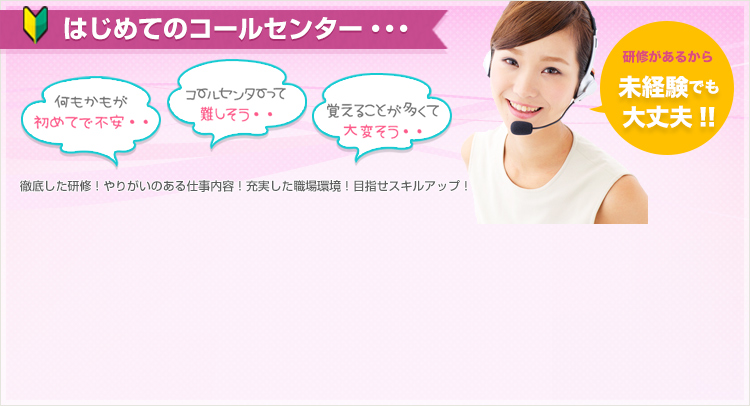 はじめてのコールセンター・・・
何もかもが
初めてで不安・・
コールセンターって
難しそう・・
覚えることが多くて
大変そう・・
研修があるから
未経験でも
大丈夫!!
徹底した研修！やりがいのある仕事内容！充実した職場環境！目指せスキルアップ！